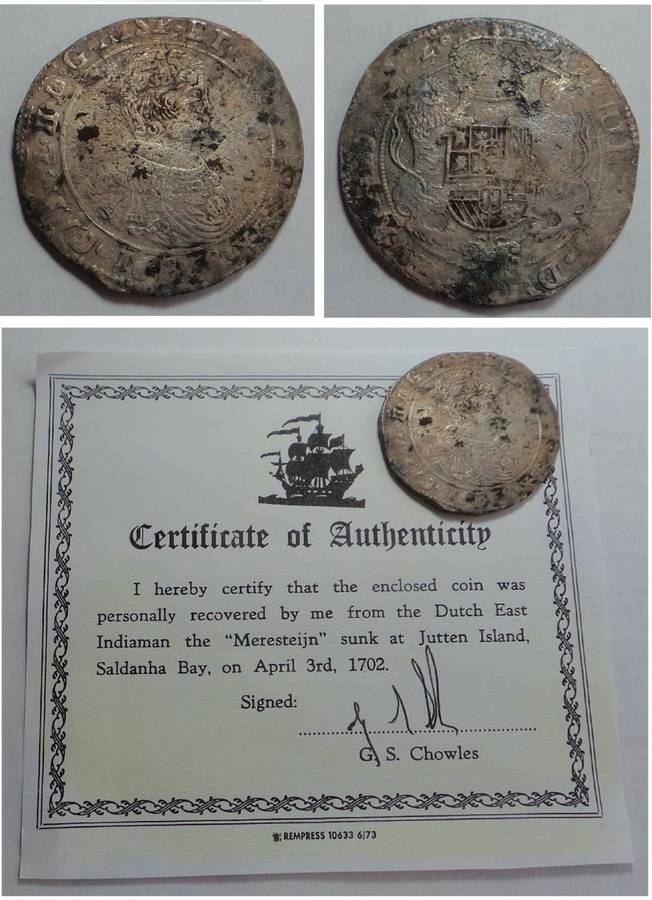 Certificate of Authenticity
I hereby certify that the enclosed coin was
personally recovered by me from the Dutch East
Indiaman the “Meresteijn” sunk at Jutten Island,
Saldanha Bay, on April 3rd, 1702.
Signed:
G. S. Chowles
REMPRESS 10633 6/73